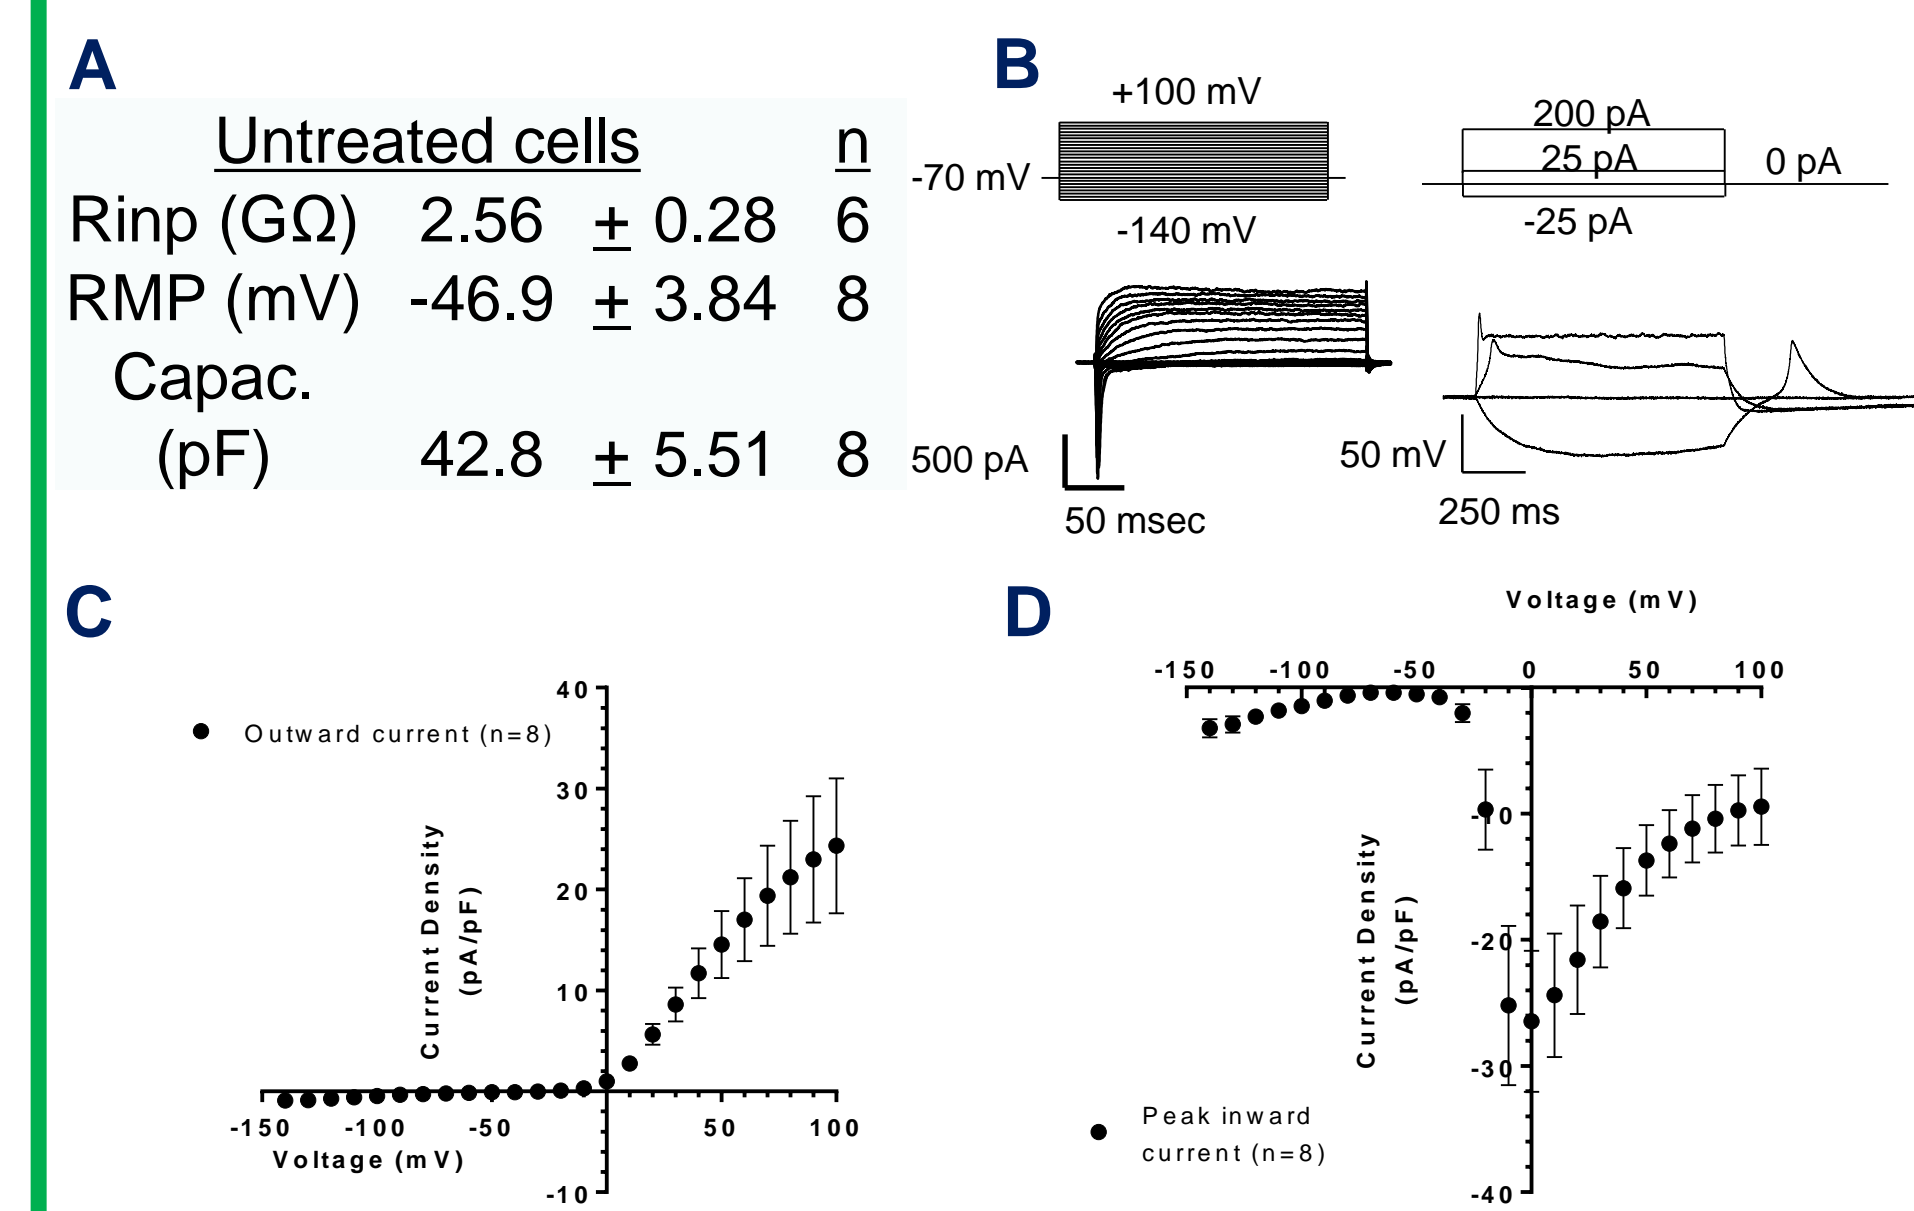 A
Untreated cells n
Rinp (GΩ) 2.56 ± 0.28 6
RMP (mV) -46.9 ± 3.84 8
Capac.
(pF) 42.8 ± 5.51 8
B
+100 mV
-70 mV
-140 mV
200 pA
25 pA
0 pA
-25 pA
500 pA
50 msec
50 mV
250 ms
C
Outward current (n=8)
40
30
20
10
-10
Current Density
(pA/pF)
-150 -100 -50 50 100
Voltage (mV)
D
Voltage (mV)
-150 -100 -50 0 50 100
-10
-20
-30
-40
Current Density
(pA/pF)
Peak inward
current (n=8)